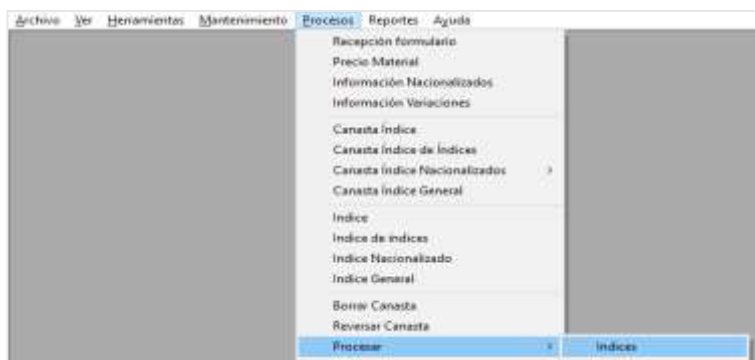 Archivo Ver Herramientas Mantenimiento Procesos Reportes Ayuda
Recepción formulario
Precio Material
Información Nacionalizados
Información Variaciones
Canasta Índice
Canasta Índice de Índices
Canasta Índice Nacionalizados
Canasta Índice General
Indice
Indice de índices
Indice Nacionalizado
Indice General
Borrar Canasta
Reversar Canasta
Procesar
Indices